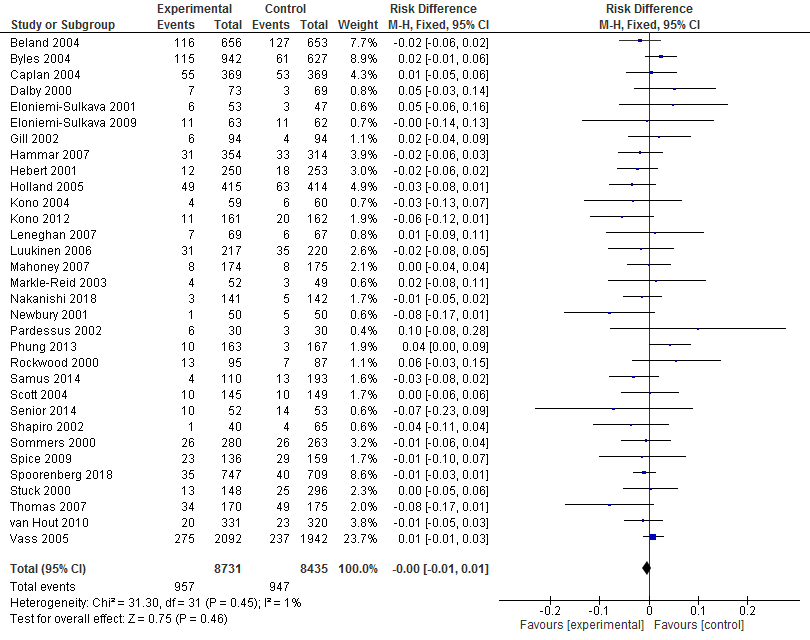 Experimental Control Risk Difference Risk Difference
Study or Subgroup Events Total Events Total Weight M-H, Fixed, 95% CI M-H, Fixed, 95% CI
Beland 2004 116 656 127 653 7.7% -0.02 [-0.06, 0.02]
Byles 2004 115 942 61 627 8.9% 0.02 [-0.01, 0.06]
Caplan 2004 55 369 53 369 4.4% 0.01 [-0.05, 0.06]
Dalby 2000 7 73 3 69 0.8% 0.05 [-0.03, 0.14]
Eloniemi-Sulkava 2001 6 53 3 47 0.6% 0.05 [-0.06, 0.16]
Eloniemi-Sulkava 2009 11 63 11 62 0.7% -0.00 [-0.14, 0.13]
Gill 2002 6 94 4 94 1.1% 0.02 [-0.04, 0.09]
Hammar 2007 31 354 33 314 3.9% -0.02 [-0.06, 0.03]
Hebert 2001 12 250 18 253 3.0% -0.02 [-0.06, 0.02]
Holland 2005 49 415 63 414 4.9% -0.03 [-0.08, 0.01]
Kono 2004 4 59 6 60 0.7% -0.03 [-0.13, 0.07]
Kono 2012 11 161 20 162 1.9% -0.06 [-0.12, 0.01]
Leneghan 2007 7 69 6 67 0.8% 0.01 [-0.09, 0.11]
Luukinen 2006 31 217 35 220 2.6% -0.02 [-0.08, 0.05]
Mahoney 2007 8 174 8 175 2.1% 0.00 [-0.04, 0.04]
Markle-Reid 2003 4 52 3 49 0.6% 0.02 [-0.08, 0.11]
Nakanishi 2018 3 141 5 142 1.7% -0.01 [-0.05, 0.02]
Newbury 2001 1 50 5 50 0.6% -0.08 [-0.17, 0.01]
Pardessus 2002 6 30 3 30 0.4% 0.10 [-0.08, 0.28]
Phung 2013 10 163 3 167 1.9% 0.04 [0.00, 0.09]
Rockwood 2000 13 95 7 87 1.1% 0.06 [-0.03, 0.15]
Samus 2014 4 110 13 193 1.6% -0.03 [-0.08, 0.02]
Scott 2004 10 145 10 149 1.7% 0.00 [-0.06, 0.06]
Senior 2014 10 52 14 53 0.6% -0.07 [-0.23, 0.09]
Shapiro 2002 1 40 4 65 0.6% -0.04 [-0.11, 0.04]
Sommers 2000 26 280 26 263 3.2% -0.01 [-0.06, 0.04]
Spice 2009 23 136 29 159 1.7% -0.01 [-0.10, 0.07]
Spoorenberg 2018 35 747 40 709 8.5% -0.01 [-0.03, 0.01]
Stuck 2000 13 148 25 296 2.3% 0.00 [-0.05, 0.06]
Thomas 2007 34 170 49 175 2.0% -0.08 [-0.17, 0.01]
van Hout 2010 20 331 23 320 3.8% -0.01 [-0.05, 0.03]
Vass 2005 275 2092 237 1942 23.7% 0.01 [-0.01, 0.03]
Total (95% CI) 8731 8435 100.0% -0.00 [-0.01, 0.01]
Total events 957 947
Heterogeneity: Chi² = 31.30, df = 31 (P = 0.45); I² = 1%
Test for overall effect: Z = 0.75 (P = 0.46)
-0.2 -0.1 0 0.1 0.2
Favours [experimental] Favours [control]